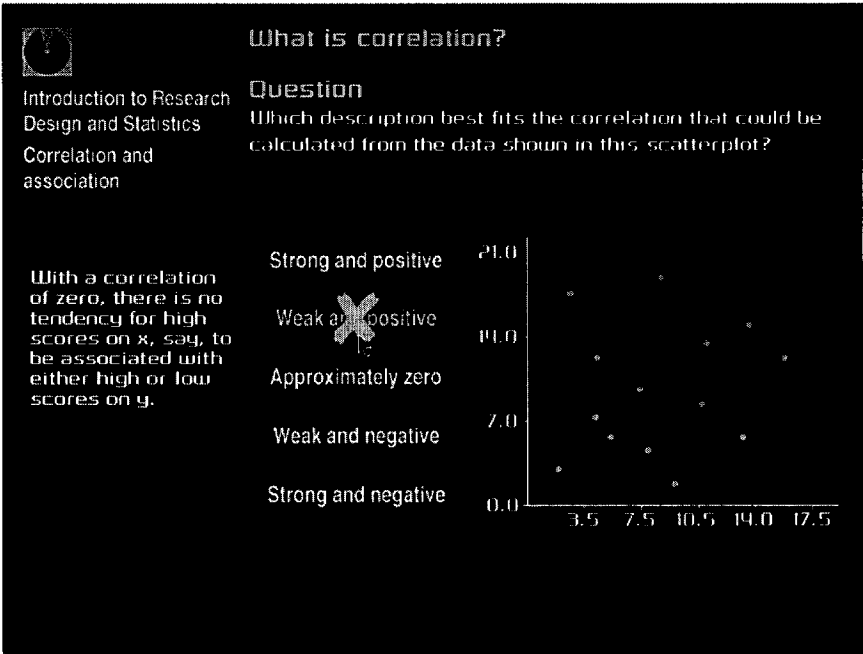 What is correlation?
Introduction to Research
Design and Statistics
Correlation and
association
Question
Which description best fits the correlation that could be
calculated from the data shown in this scatterplot?
With a correlation
of zero, there is no
tendency for high
scores on x, say, to
be associated with
either high or low
scores on y.
Strong and positive
Weak and positive
Approximately zero
Weak and negative
Strong and negative
21.0
14.0
7.0
0.0
3.5 7.5 10.5 14.0 17.5